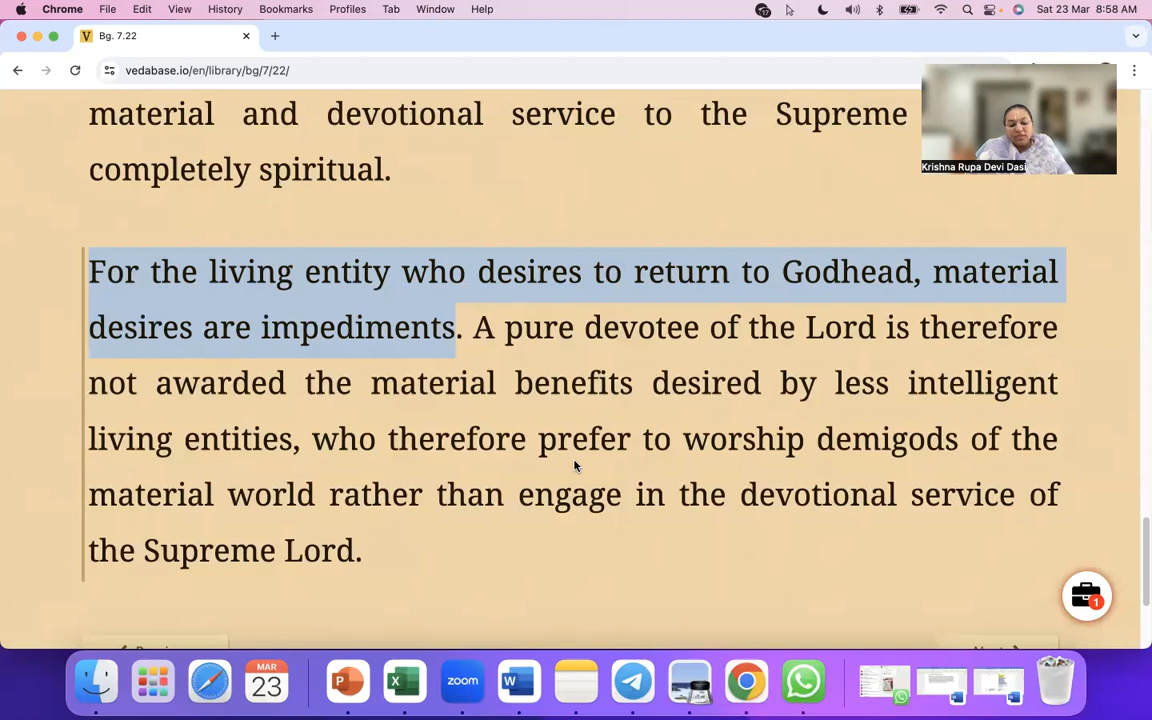 Chrome File Edit View History Bookmarks Profiles Tab Window Help 17 Sat 23 Mar 8:58 AM
V Bg. 7.22
vedabase.io/en/library/bg/7/22/
material and devotional service to the Supreme
completely spiritual.
Krishna Rupa Devi Dasi
For the living entity who desires to return to Godhead, material
desires are impediments. A pure devotee of the Lord is therefore
not awarded the material benefits desired by less intelligent
living entities, who therefore prefer to worship demigods of the
material world rather than engage in the devotional service of
the Supreme Lord.
1
MAR
23
P
X
zoom
W